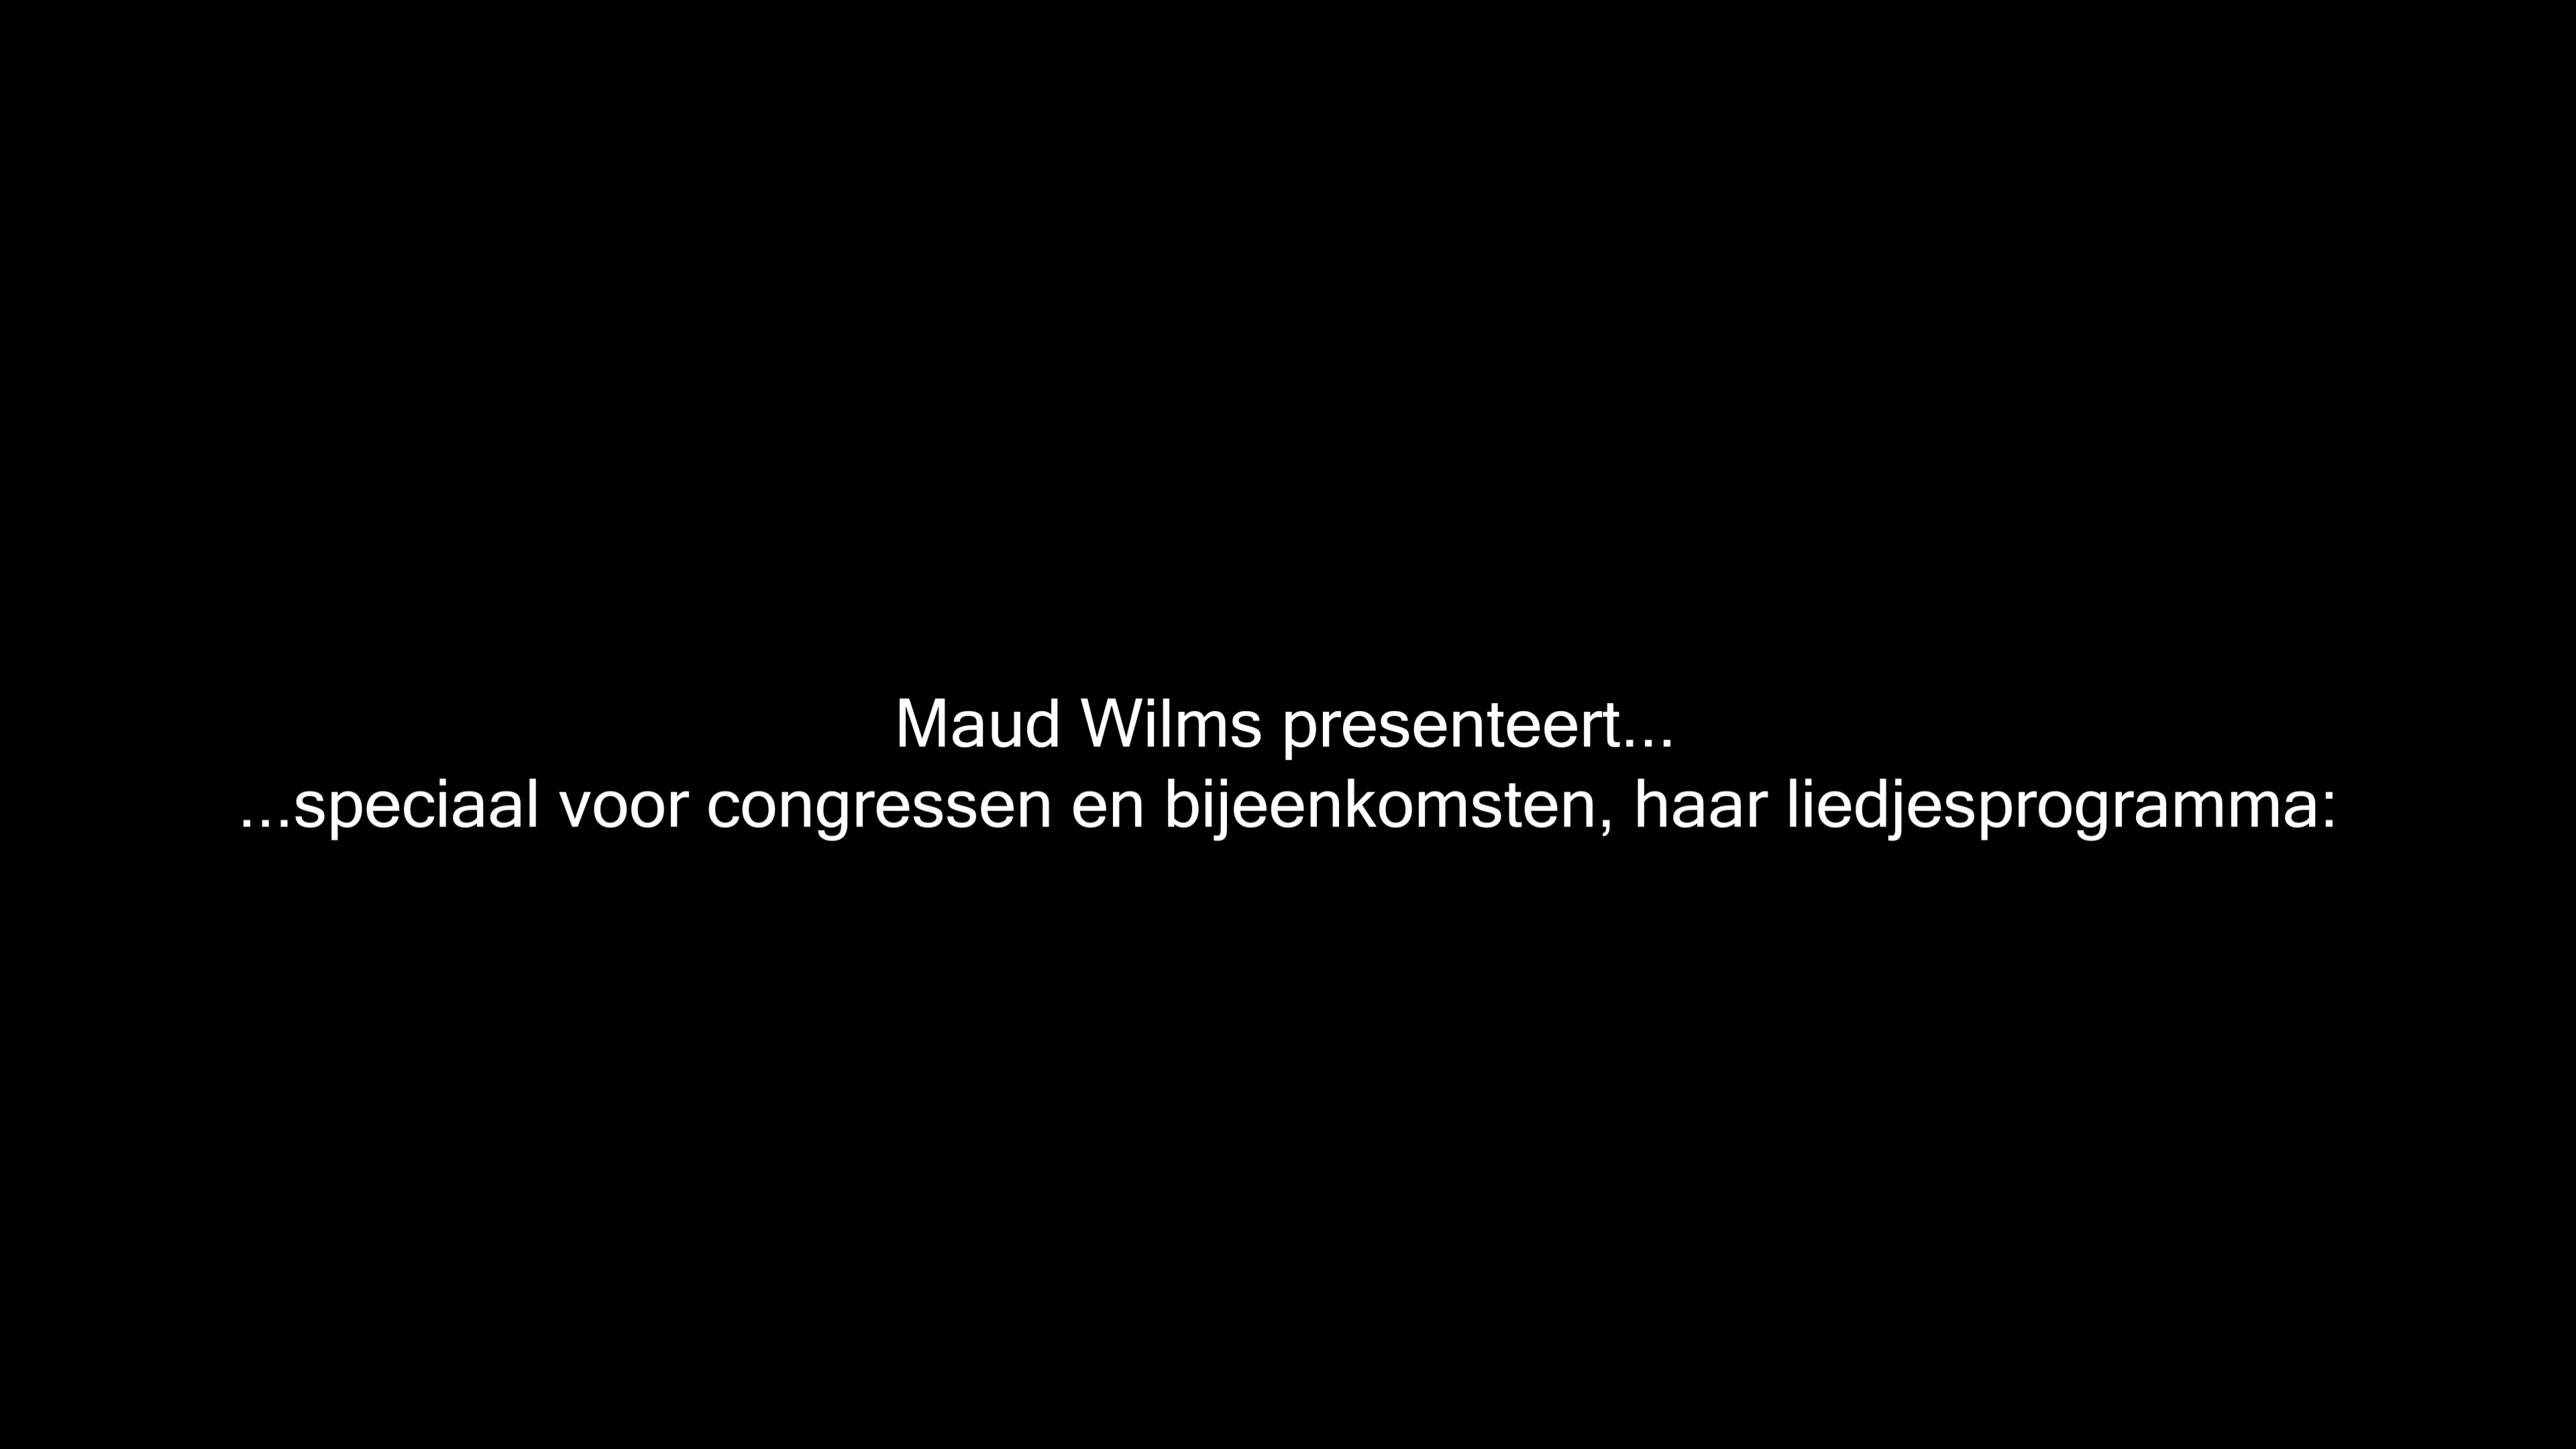 Maud Wilms presenteert...
...speciaal voor congressen en bijeenkomsten, haar liedjesprogramma: